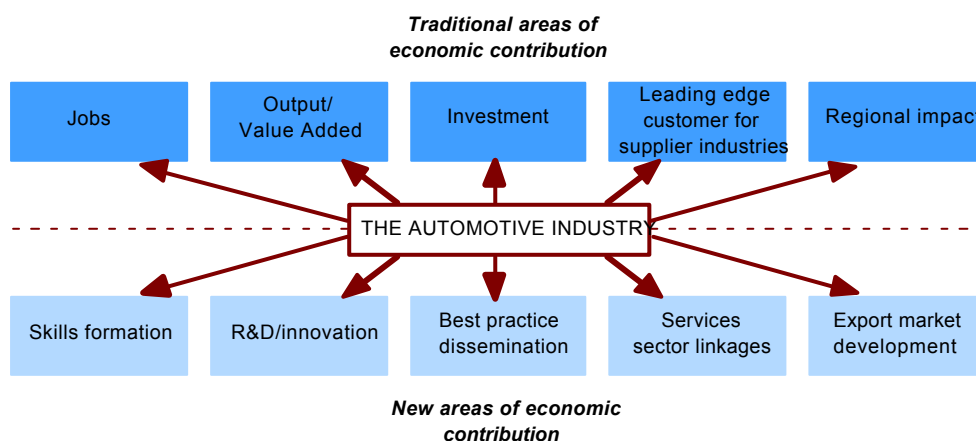 Traditional areas of
economic contribution
Jobs
Output/
Value Added
Investment
Leading edge
customer for
supplier industries
Regional impact
THE AUTOMOTIVE INDUSTRY
Skills formation
R&D/innovation
Best practice
dissemination
Services
sector linkages
Export market
development
New areas of economic
contribution